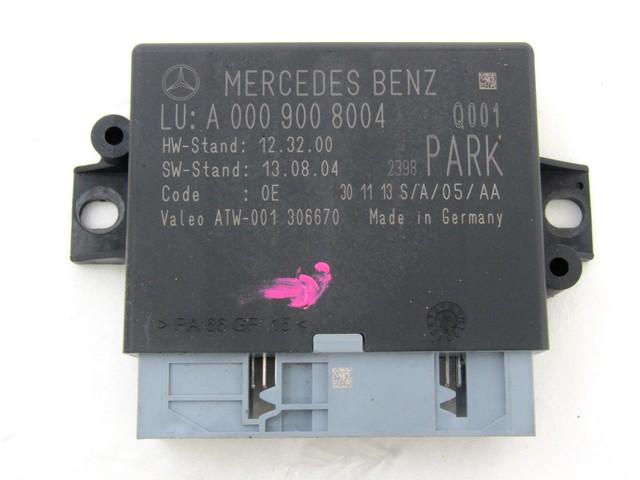 MERCEDES BENZ
LU: A 000 900 8004 Q001
HW-Stand: 12.32.00
SW-Stand: 13.08.04 2398 PARK
Code : 0E 30 11 13 S/A/05/AA
Valeo ATW-001 306670 Made in Germany
> PA 66 GF 15 <